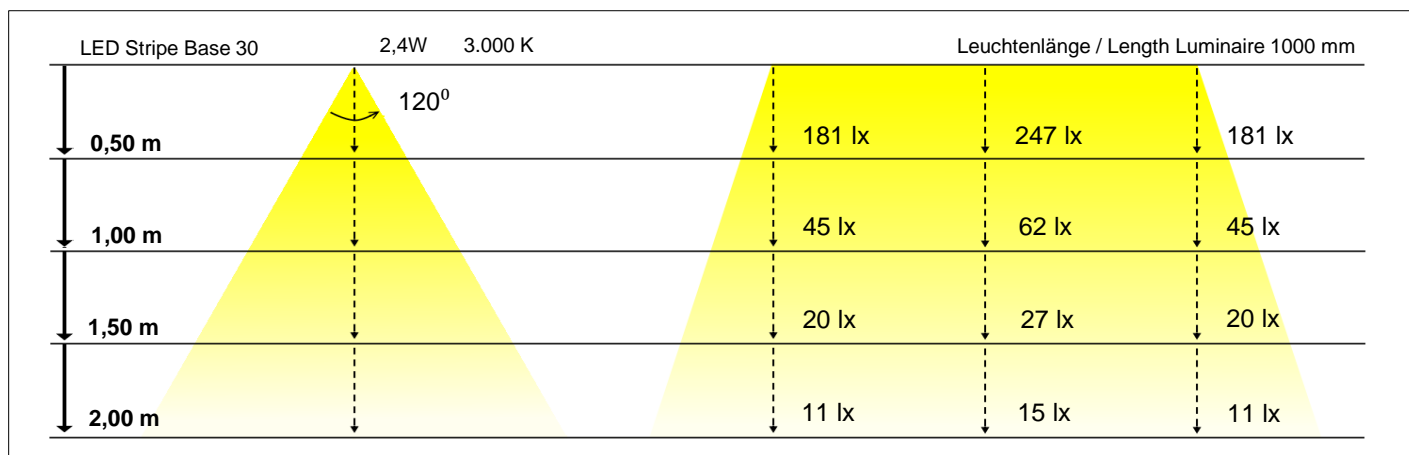 LED Stripe Base 30 2,4W 3.000 K Leuchtenlänge / Length Luminaire 1000 mm
120⁰
0,50 m 181 lx 247 lx 181 lx
1,00 m 45 lx 62 lx 45 lx
1,50 m 20 lx 27 lx 20 lx
2,00 m 11 lx 15 lx 11 lx